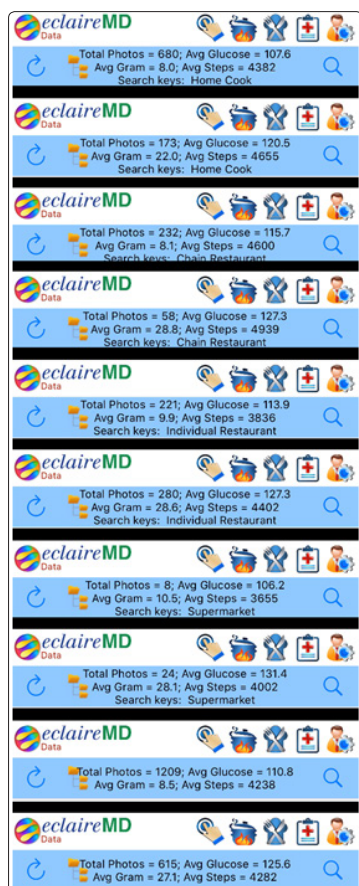 eclaireMD
Data
Total Photos = 680; Avg Glucose = 107.6
Avg Gram = 8.0; Avg Steps = 4382
Search keys: Home Cook
eclaireMD
Data
Total Photos = 173; Avg Glucose = 120.5
Avg Gram = 22.0; Avg Steps = 4655
Search keys: Home Cook
eclaireMD
Data
Total Photos = 232; Avg Glucose = 115.7
Avg Gram = 8.1; Avg Steps = 4600
Search keys: Chain Restaurant
eclaireMD
Data
Total Photos = 58; Avg Glucose = 127.3
Avg Gram = 28.8; Avg Steps = 4939
Search keys: Chain Restaurant
eclaireMD
Data
Total Photos = 221; Avg Glucose = 113.9
Avg Gram = 9.9; Avg Steps = 3836
Search keys: Individual Restaurant
eclaireMD
Data
Total Photos = 280; Avg Glucose = 127.3
Avg Gram = 28.6; Avg Steps = 4402
Search keys: Individual Restaurant
eclaireMD
Data
Total Photos = 8; Avg Glucose = 106.2
Avg Gram = 10.5; Avg Steps = 3655
Search keys: Supermarket
eclaireMD
Data
Total Photos = 24; Avg Glucose = 131.4
Avg Gram = 28.1; Avg Steps = 4002
Search keys: Supermarket
eclaireMD
Data
Total Photos = 1209; Avg Glucose = 110.8
Avg Gram = 8.5; Avg Steps = 4238
eclaireMD
Data
Total Photos = 615; Avg Glucose = 125.6
Avg Gram = 27.1; Avg Steps = 4282